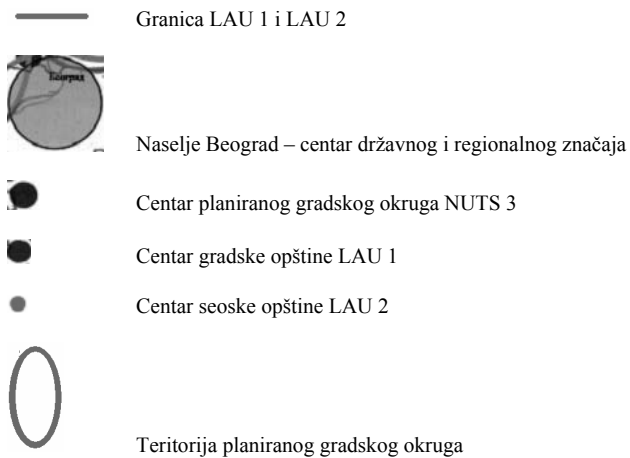 Granica LAU 1 i LAU 2
Београд
Naselje Beograd – centar državnog i regionalnog značaja
Centar planiranog gradskog okruga NUTS 3
Centar gradske opštine LAU 1
Centar seoske opštine LAU 2
Teritorija planiranog gradskog okruga